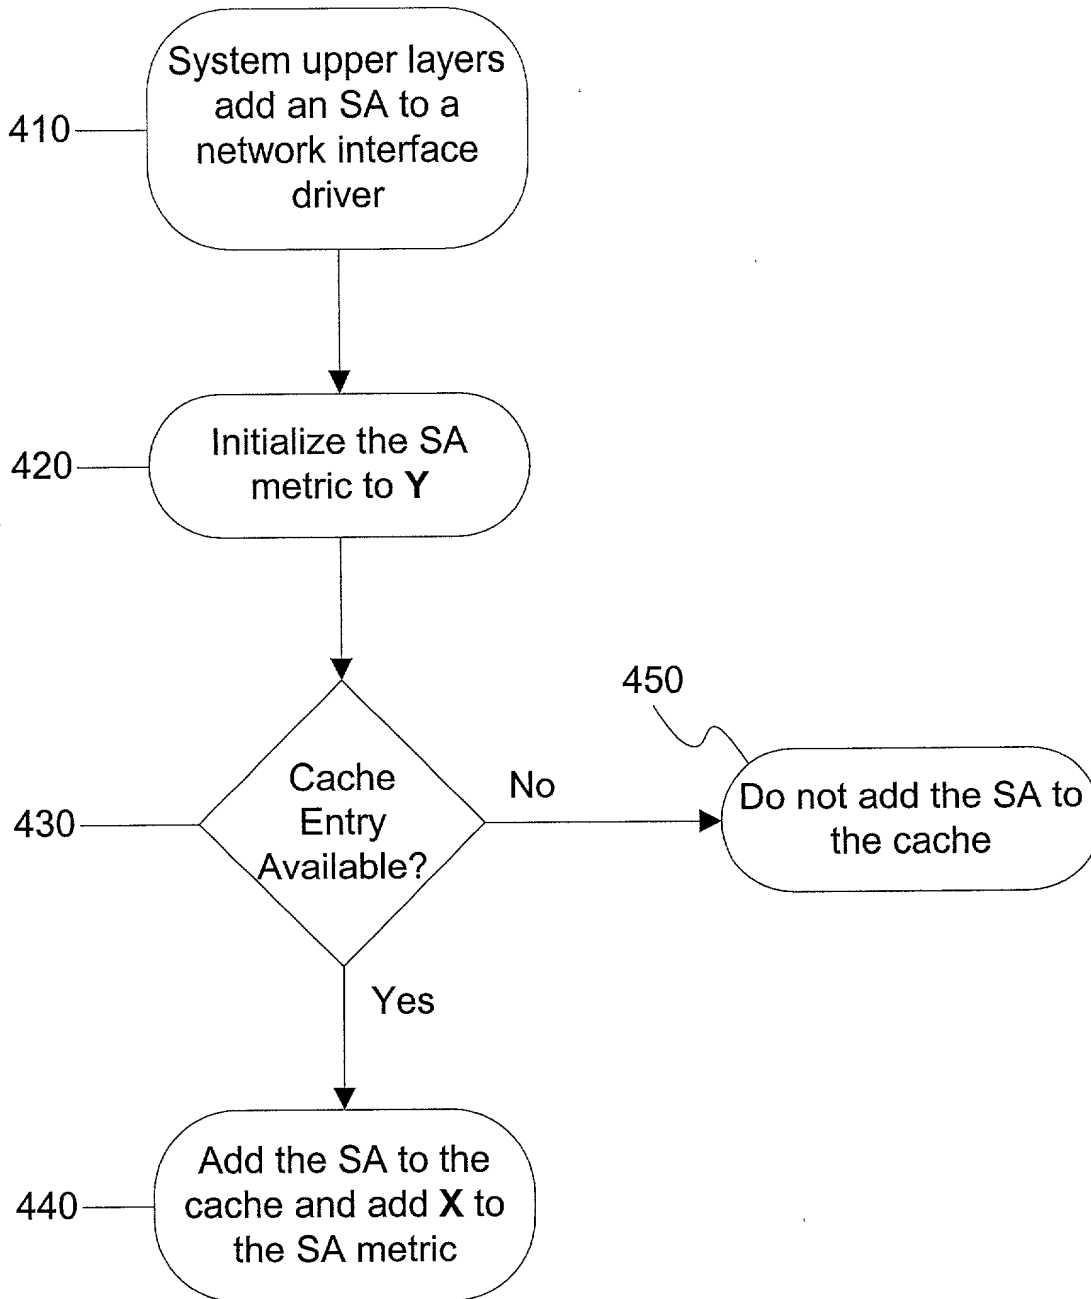 System upper layers
add an SA to a
network interface
driver
410
Initialize the SA
metric to Y
420
450
Cache
Entry
Available?
430
No
Do not add the SA to
the cache
Yes
Add the SA to the
cache and add X to
the SA metric
440